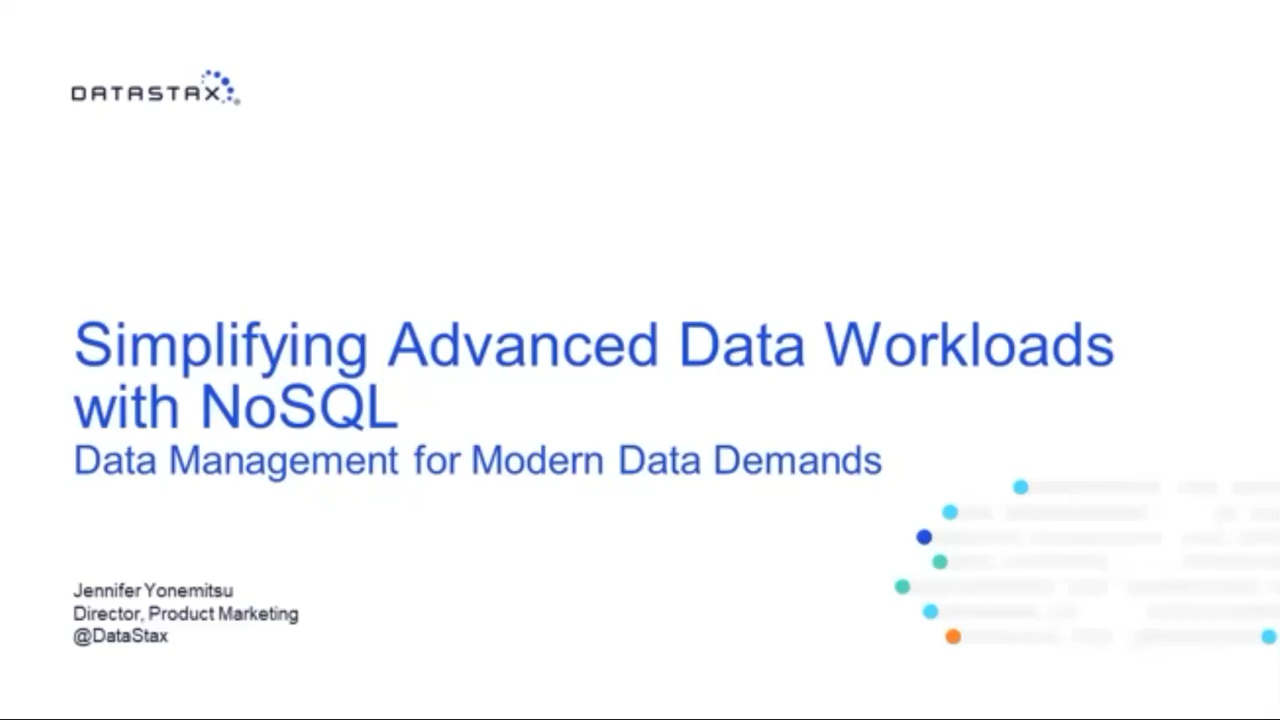 DATASTAX
Simplifying Advanced Data Workloads
with NoSQL
Data Management for Modern Data Demands
Jennifer Yonemitsu
Director, Product Marketing
@DataStax